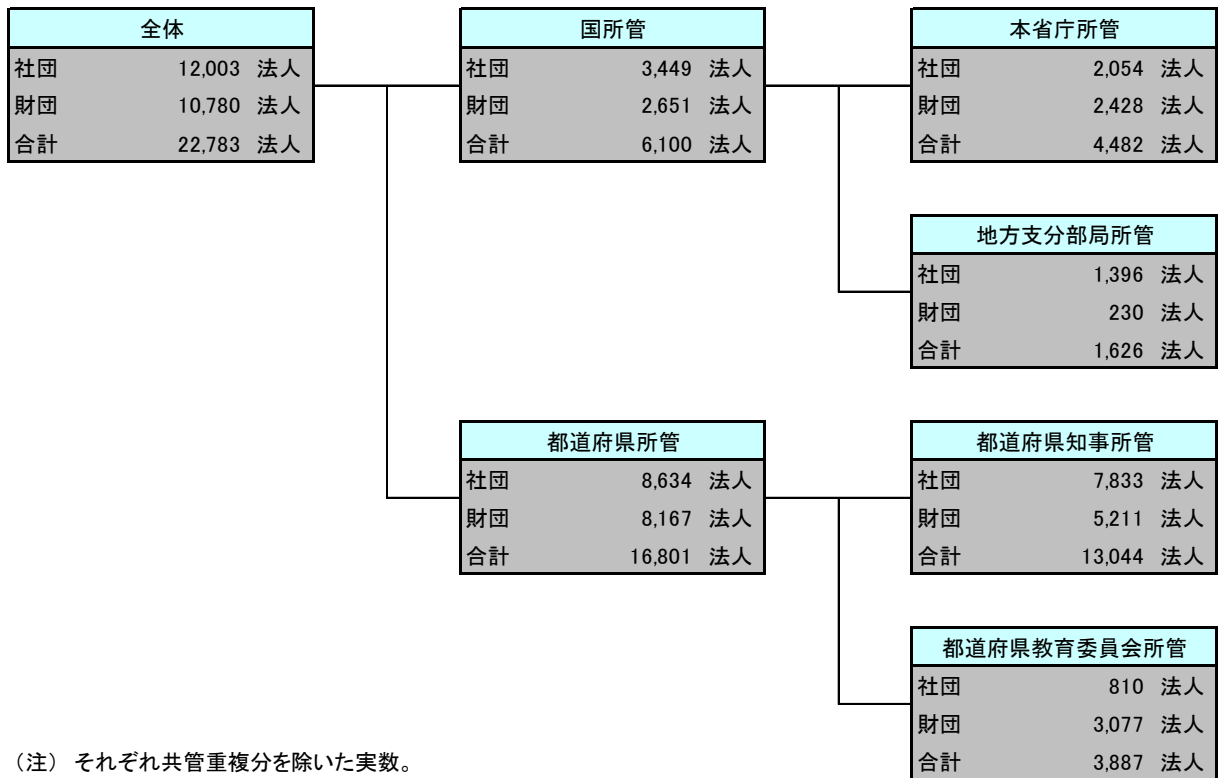 全体
社団 12,003 法人
財団 10,780 法人
合計 22,783 法人
国所管
社団 3,449 法人
財団 2,651 法人
合計 6,100 法人
本省庁所管
社団 2,054 法人
財団 2,428 法人
合計 4,482 法人
地方支分部局所管
社団 1,396 法人
財団 230 法人
合計 1,626 法人
都道府県所管
社団 8,634 法人
財団 8,167 法人
合計 16,801 法人
都道府県知事所管
社団 7,833 法人
財団 5,211 法人
合計 13,044 法人
都道府県教育委員会所管
社団 810 法人
財団 3,077 法人
合計 3,887 法人
（注） それぞれ共管重複分を除いた実数。